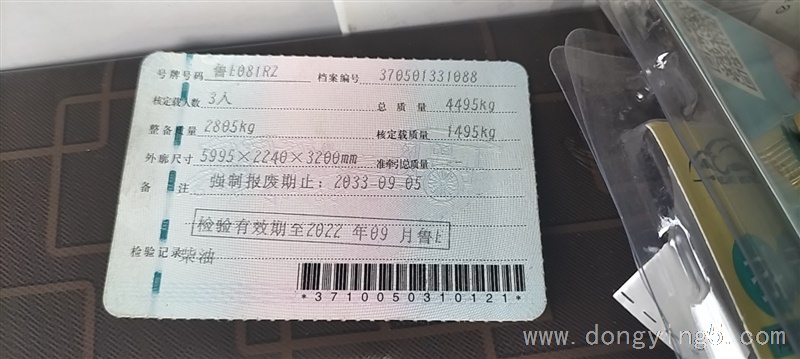 号牌号码 鲁E081RZ 档案编号 370501331088
核定载人数 3人 总质量 4495kg
整备质量 2805kg 核定载质量 1495kg
外廓尺寸 5995×2240×3200mm 准牵引总质量
备注 强制报废期止：2033-09-05
检验有效期至2022 年09 月鲁E
检验记录 柴油
*3710050310121*
www.dongying5.com